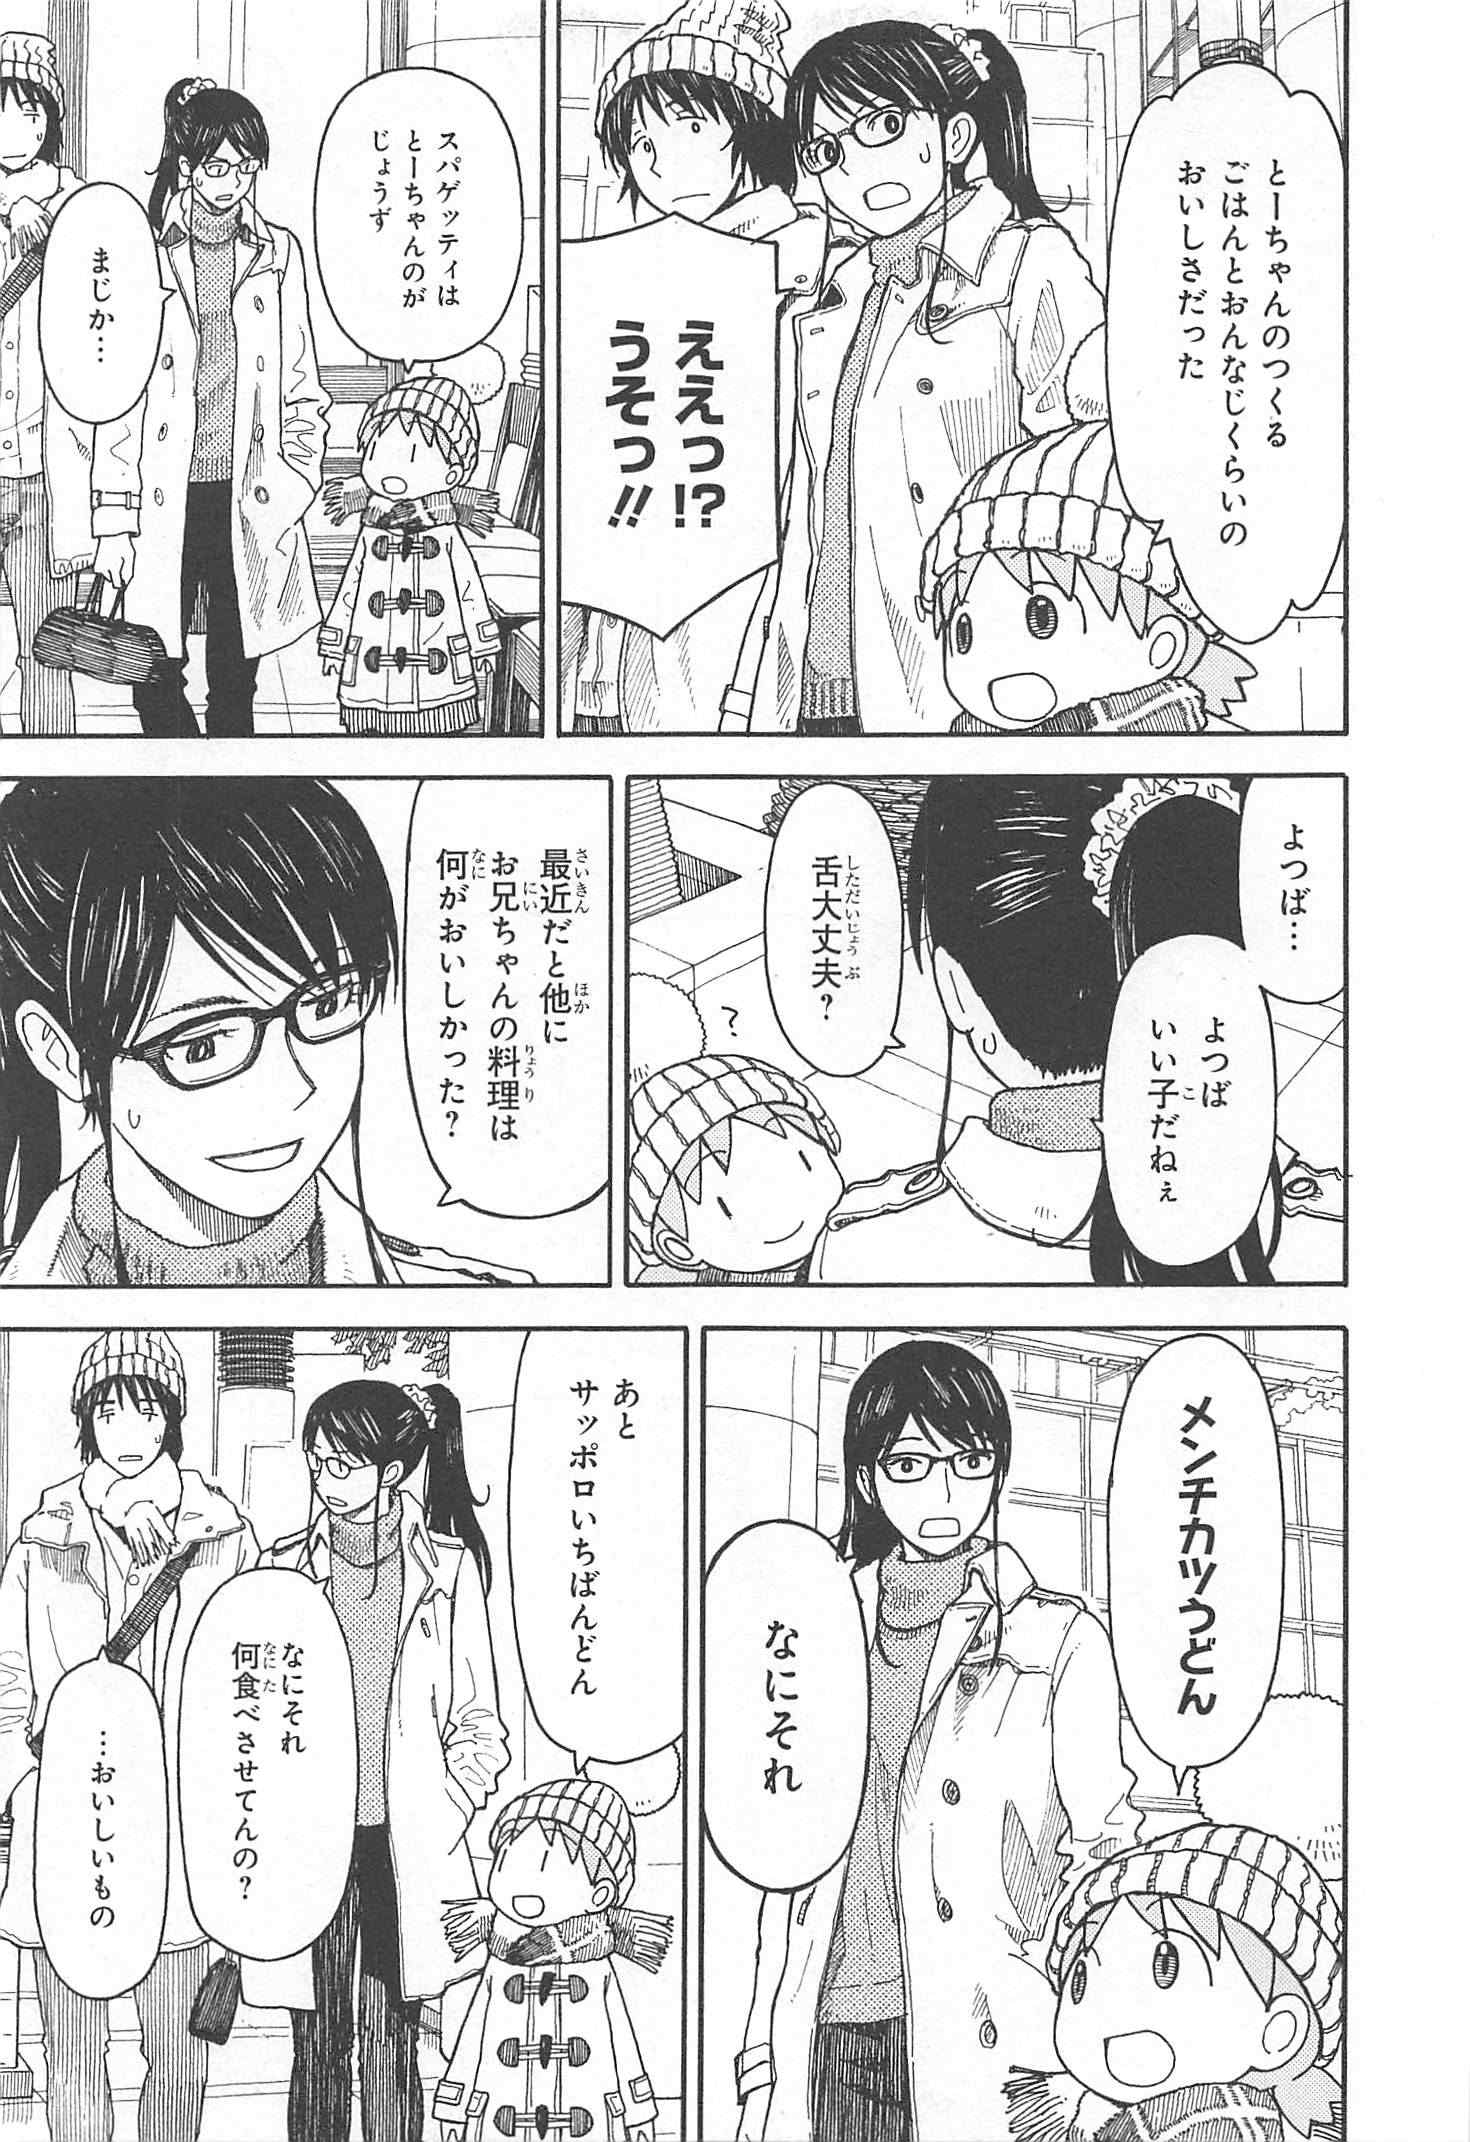 とーちゃんのつくる
ごはんとおんなじくらいの
おいしさだった
ええっ!?
うそっ!!
スパゲッティは
とーちゃんのが
じょうず
まじか…
よつば…
よつば
いい子だねぇ
舌大丈夫?
?
最近だと他に
お兄ちゃんの料理は
何がおいしかった?
メンチカツうどん
なにそれ
あと
サッポロいちばんどん
なにそれ
何食べさせてんの?
…おいしいもの